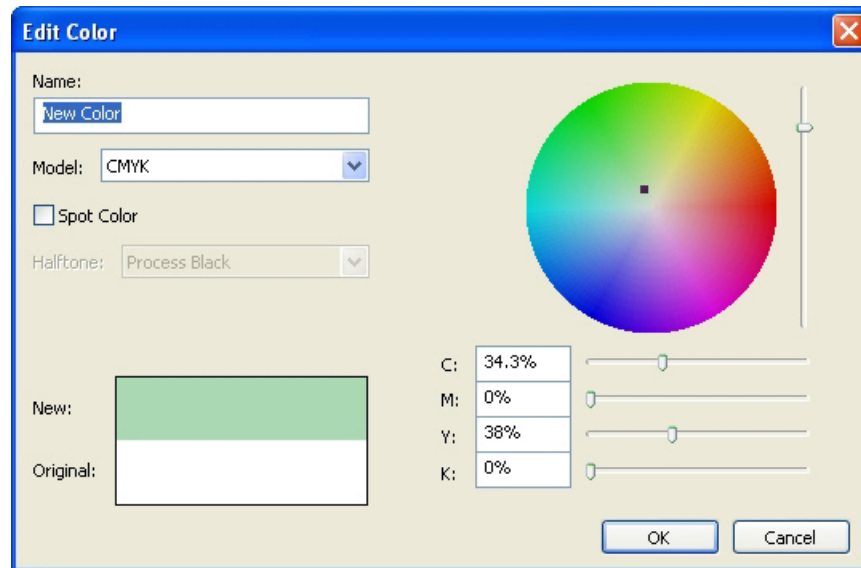 Edit Color
Name:
New Color
Model: CMYK
Spot Color
Halftone: Process Black
New:
Original:
C: 34.3%
M: 0%
Y: 38%
K: 0%
OK Cancel